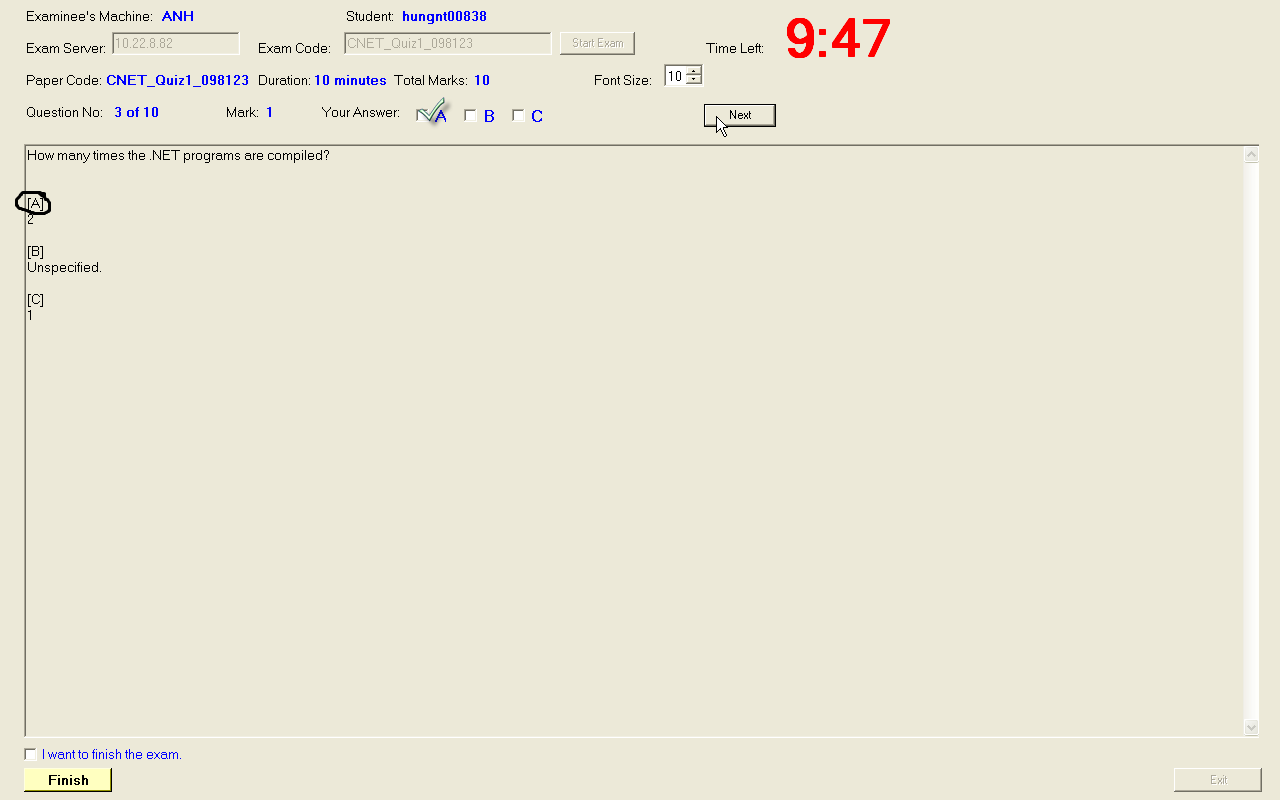 Examinee's Machine: ANH Student: hungnt00838
Exam Server: 10.22.8.82 Exam Code: CNET_Quiz1_098123 Start Exam Time Left: 9:47
Paper Code: CNET_Quiz1_098123 Duration: 10 minutes Total Marks: 10 Font Size: 10
Question No: 3 of 10 Mark: 1 Your Answer: A B C Next
How many times the .NET programs are compiled?
[A]
2
[B]
Unspecified.
[C]
1
I want to finish the exam.
Finish Exit